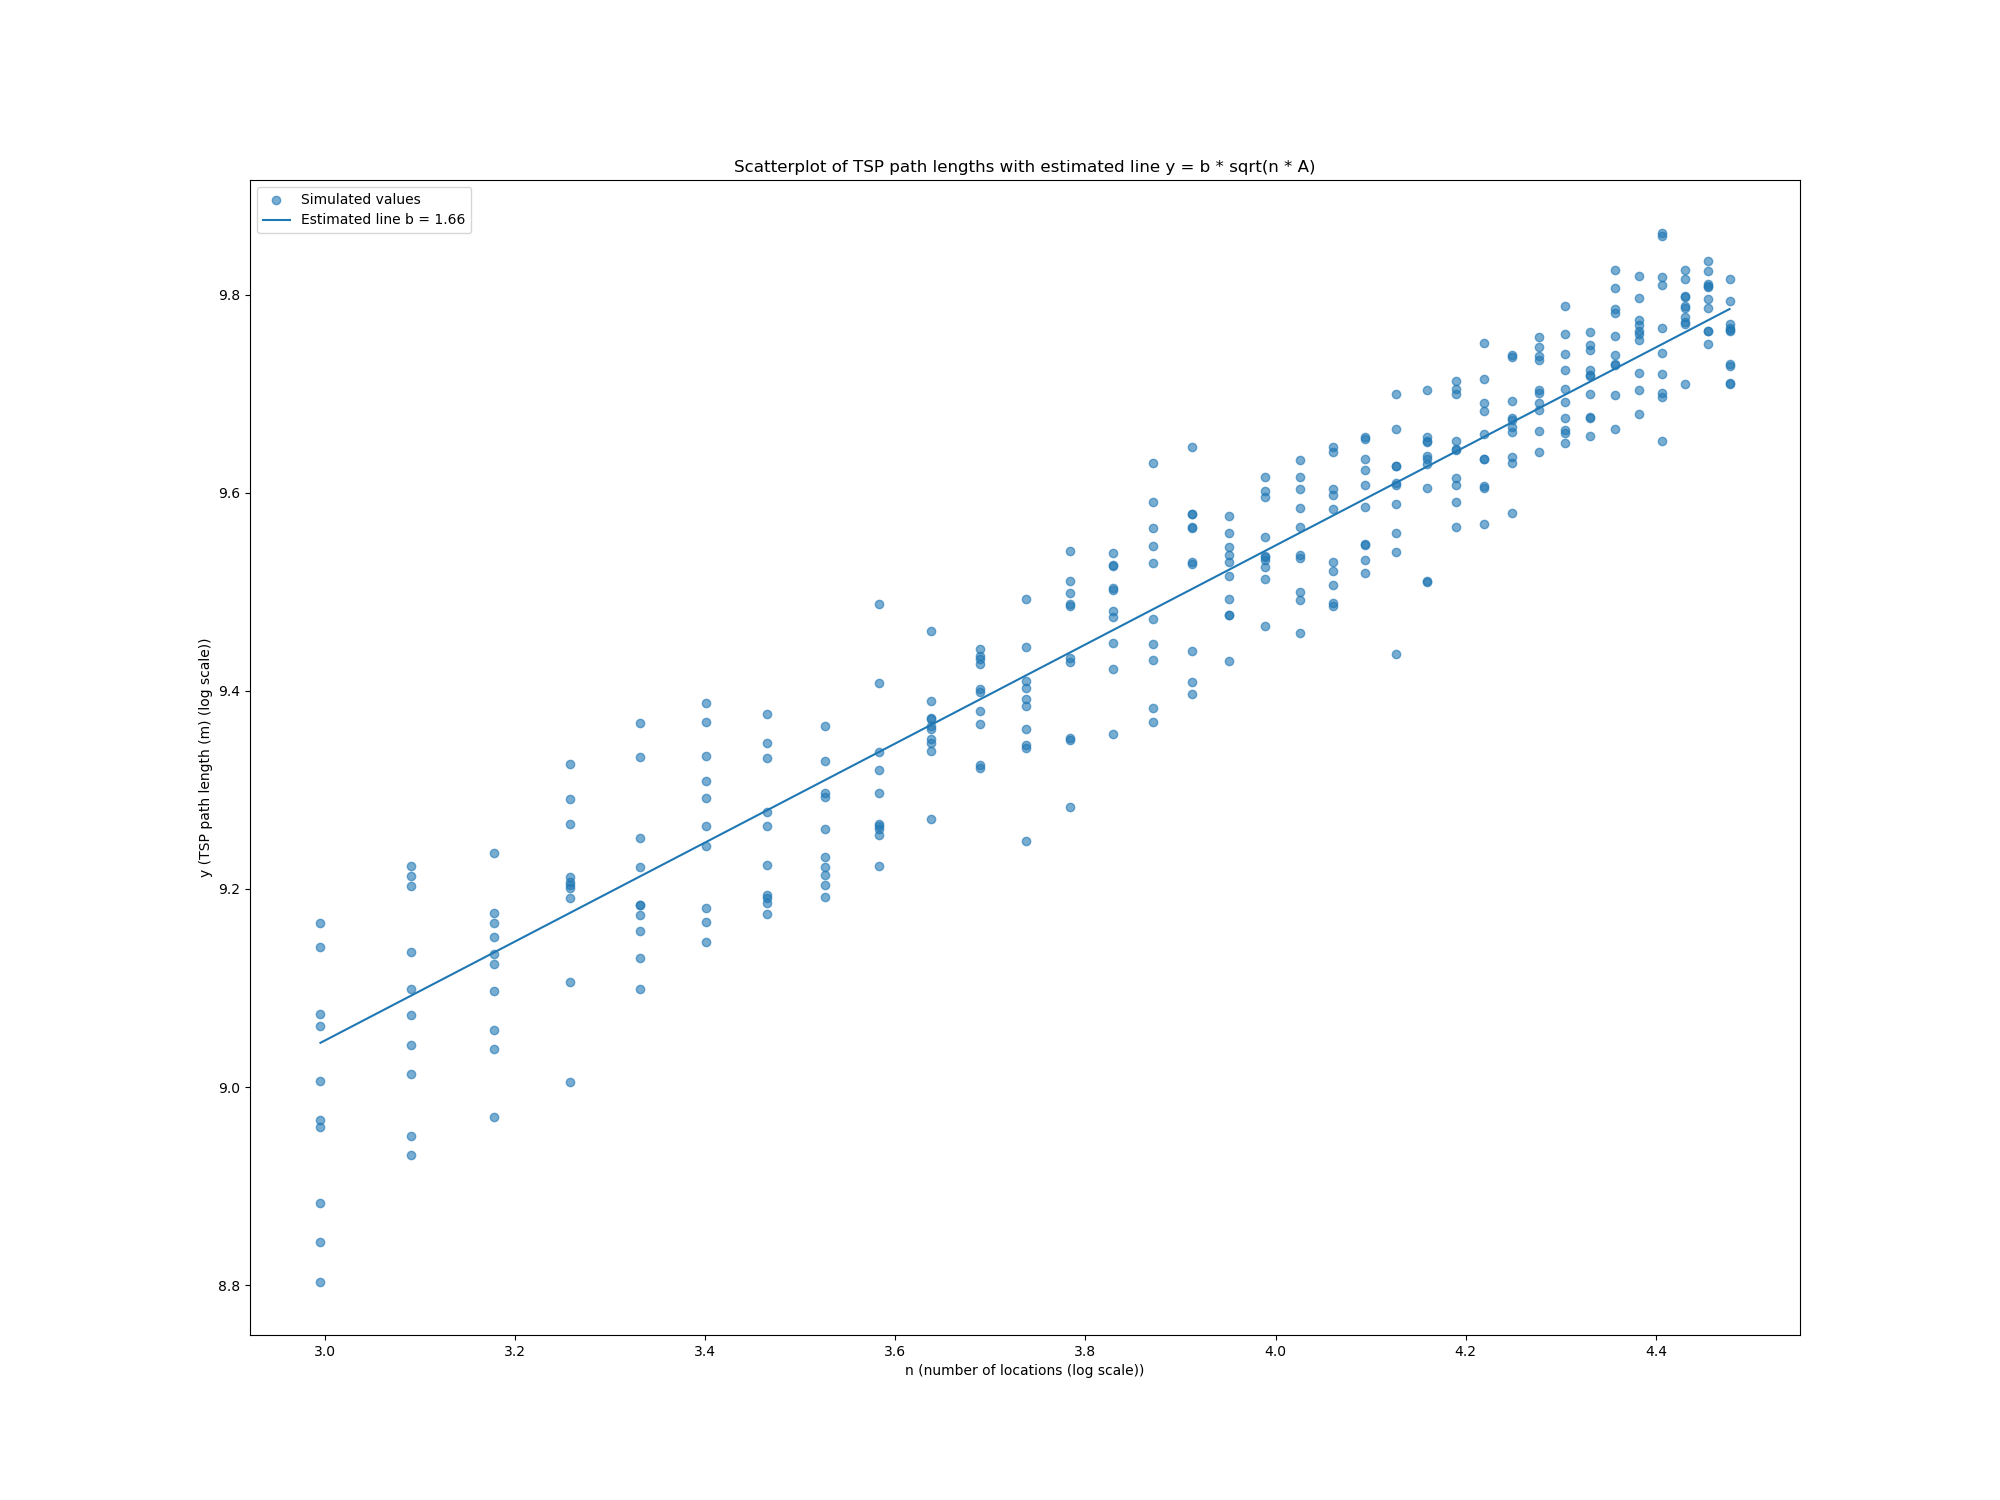 Scatterplot of TSP path lengths with estimated line y = b * sqrt(n * A)
Simulated values
Estimated line b = 1.66
y (TSP path length (m) (log scale))
9.8
9.6
9.4
9.2
9.0
8.8
3.0 3.2 3.4 3.6 3.8 4.0 4.2 4.4
n (number of locations (log scale))